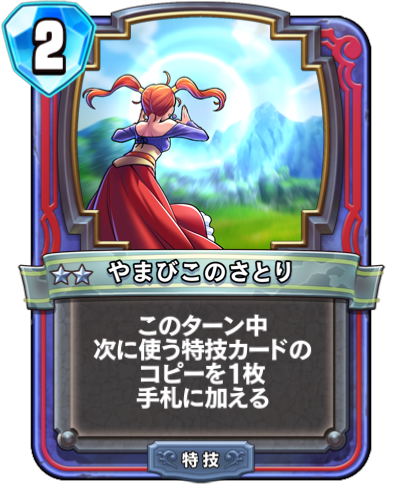 2
やまびこのさとり
このターン中
次に使う特技カードの
コピーを1枚
手札に加える
特技